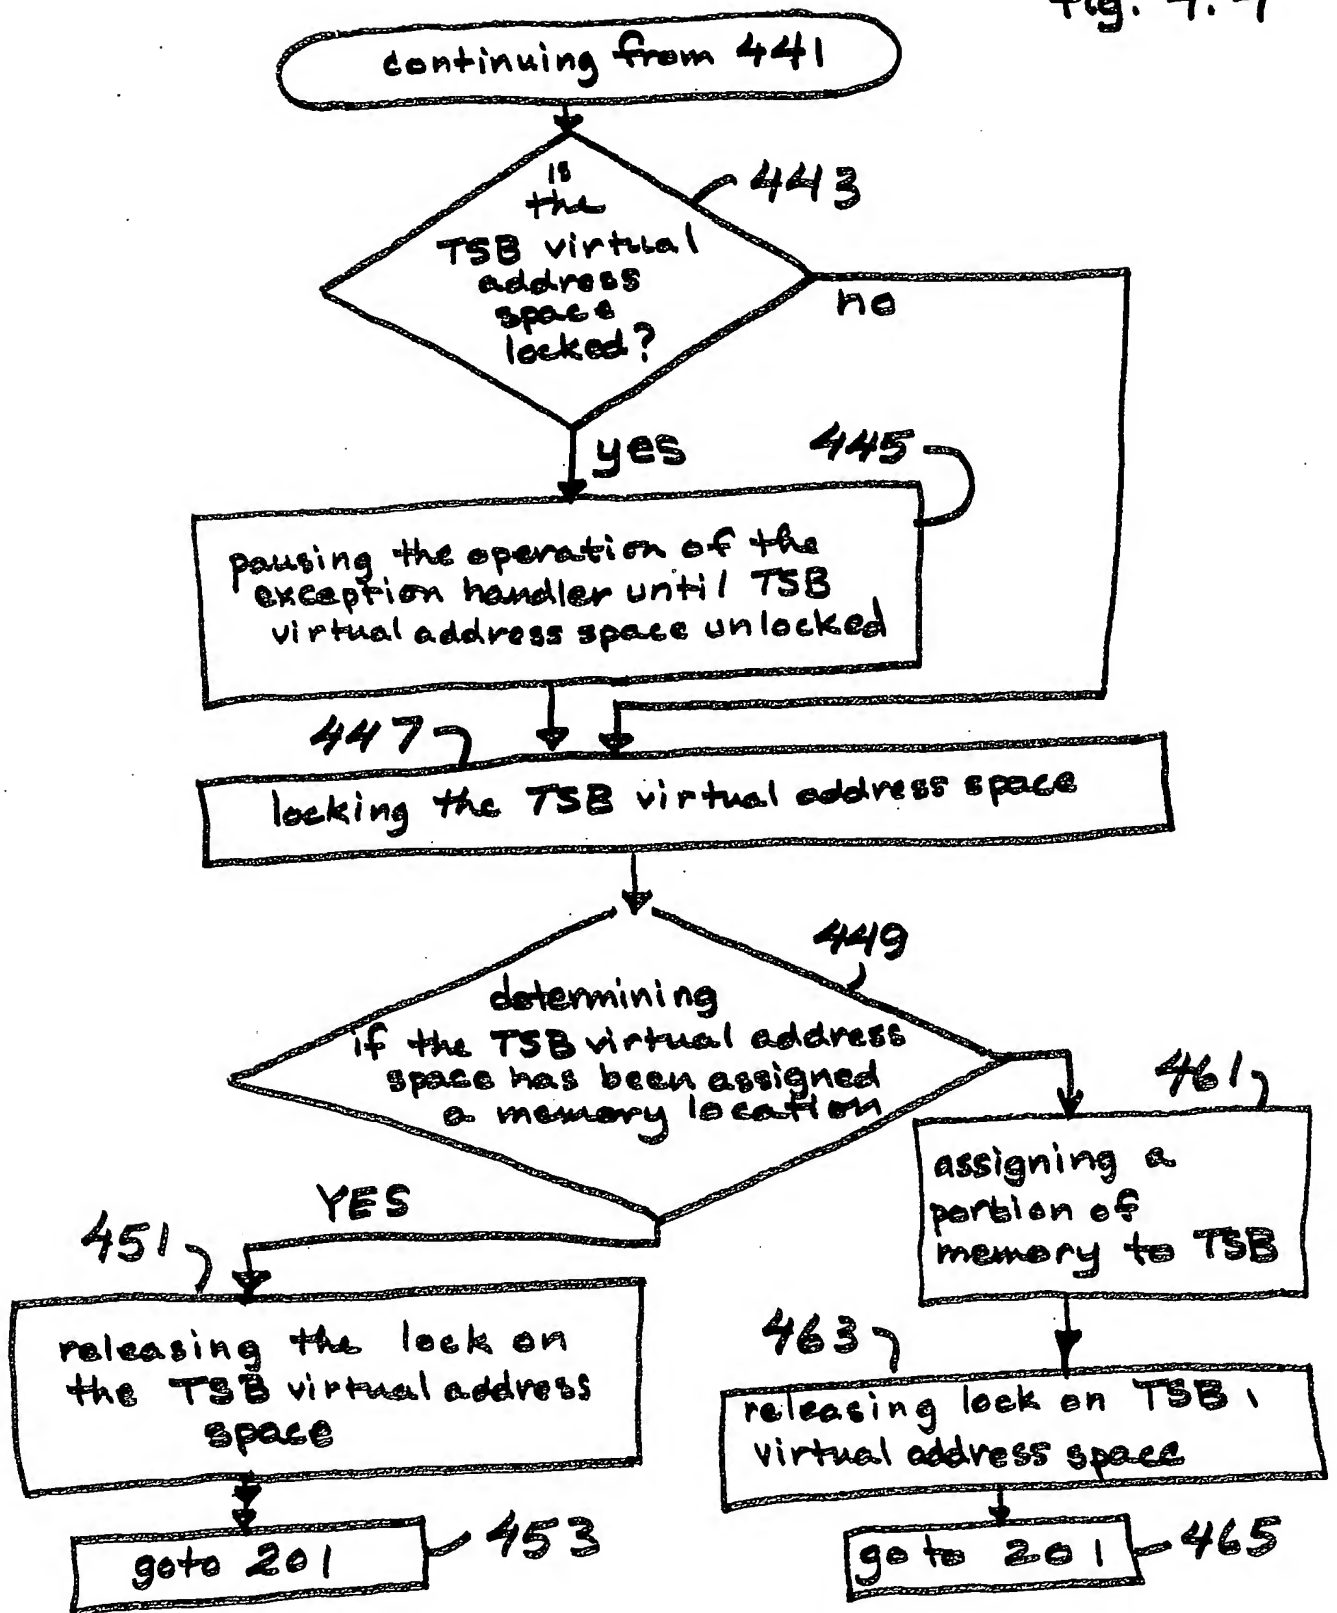 continuing from 441
is
the
TSB virtual
address
space
locked?
443
no
yes
445
pausing the operation of the
exception handler until TSB
virtual address space unlocked
447
locking the TSB virtual address space
449
determining
if the TSB virtual address
space has been assigned
a memory location
461
assigning a
portion of
memory to TSB
YES
451
releasing the lock on
the TSB virtual address
space
463
releasing lock on TSB
virtual address space
goto 201
453
go to 201
465